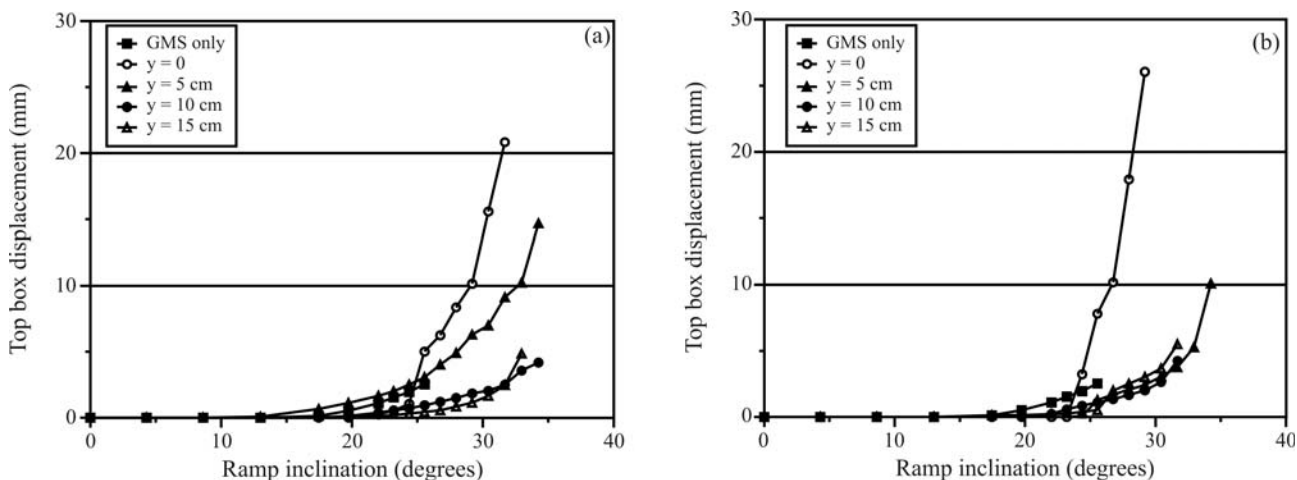 30
20
10
0
Top box displacement (mm)
(a)
GMS only
y = 0
y = 5 cm
y = 10 cm
y = 15 cm
0 10 20 30 40
Ramp inclination (degrees)
30
20
10
0
Top box displacement (mm)
(b)
GMS only
y = 0
y = 5 cm
y = 10 cm
y = 15 cm
0 10 20 30 40
Ramp inclination (degrees)